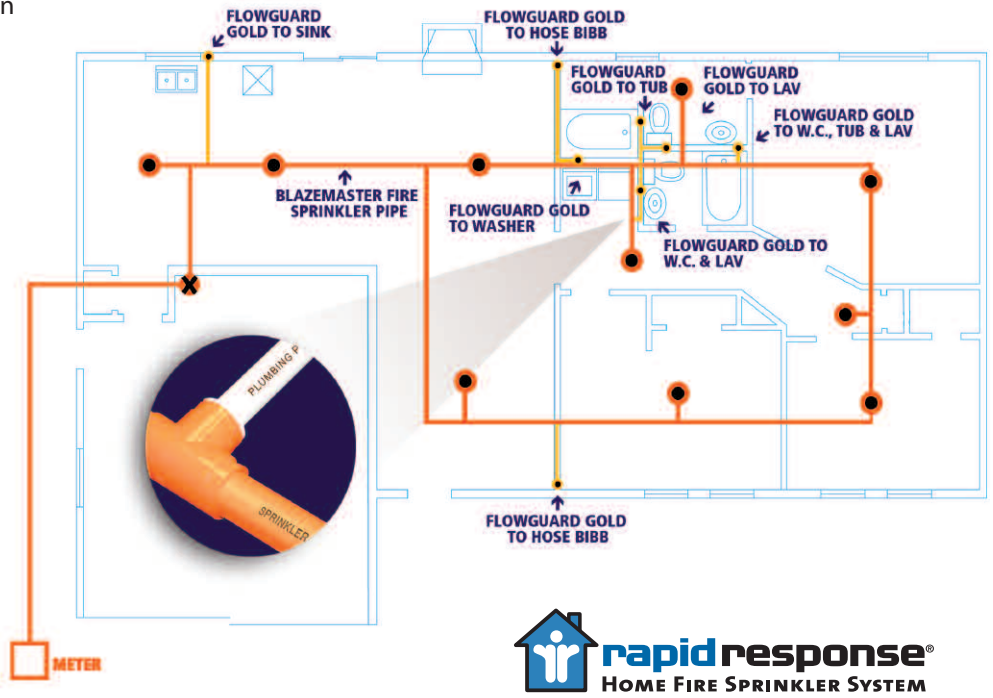 n
FLOWGUARD
GOLD TO SINK
FLOWGUARD GOLD
TO HOSE BIBB
FLOWGUARD
GOLD TO TUB
FLOWGUARD
GOLD TO LAV
FLOWGUARD GOLD
TO W.C., TUB & LAV
BLAZEMASTER FIRE
SPRINKLER PIPE
FLOWGUARD GOLD
TO WASHER
FLOWGUARD GOLD TO
W.C. & LAV
PLUMBING P
SPRINKLER
FLOWGUARD GOLD
TO HOSE BIBB
METER
rapid response®
HOME FIRE SPRINKLER SYSTEM